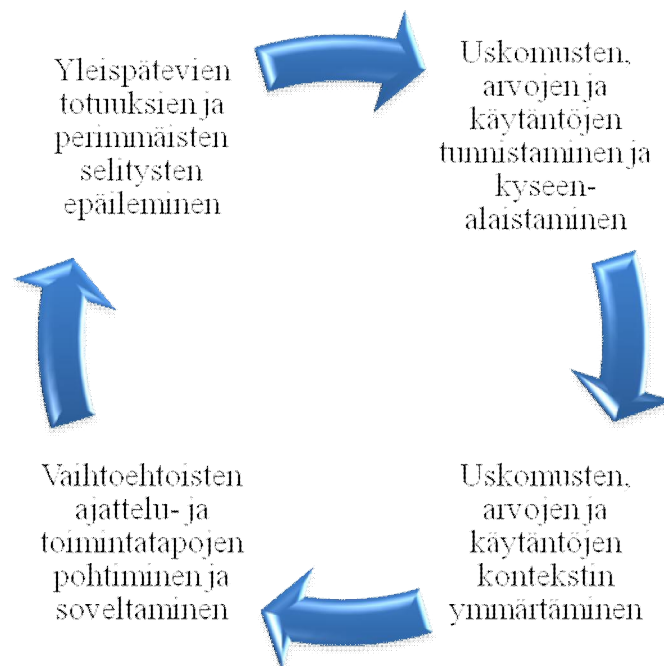 Yleispätevien
totuuksien ja
perimmäisten
selitysten
epäileminen
Uskomusten,
arvojen ja
käytäntöjen
tunnistaminen ja
kyseen-
alaistaminen
Uskomusten,
arvojen ja
käytäntöjen
kontekstin
ymmärtäminen
Vaihtoehtoisten
ajattelu- ja
toimintatapojen
pohtiminen ja
soveltaminen